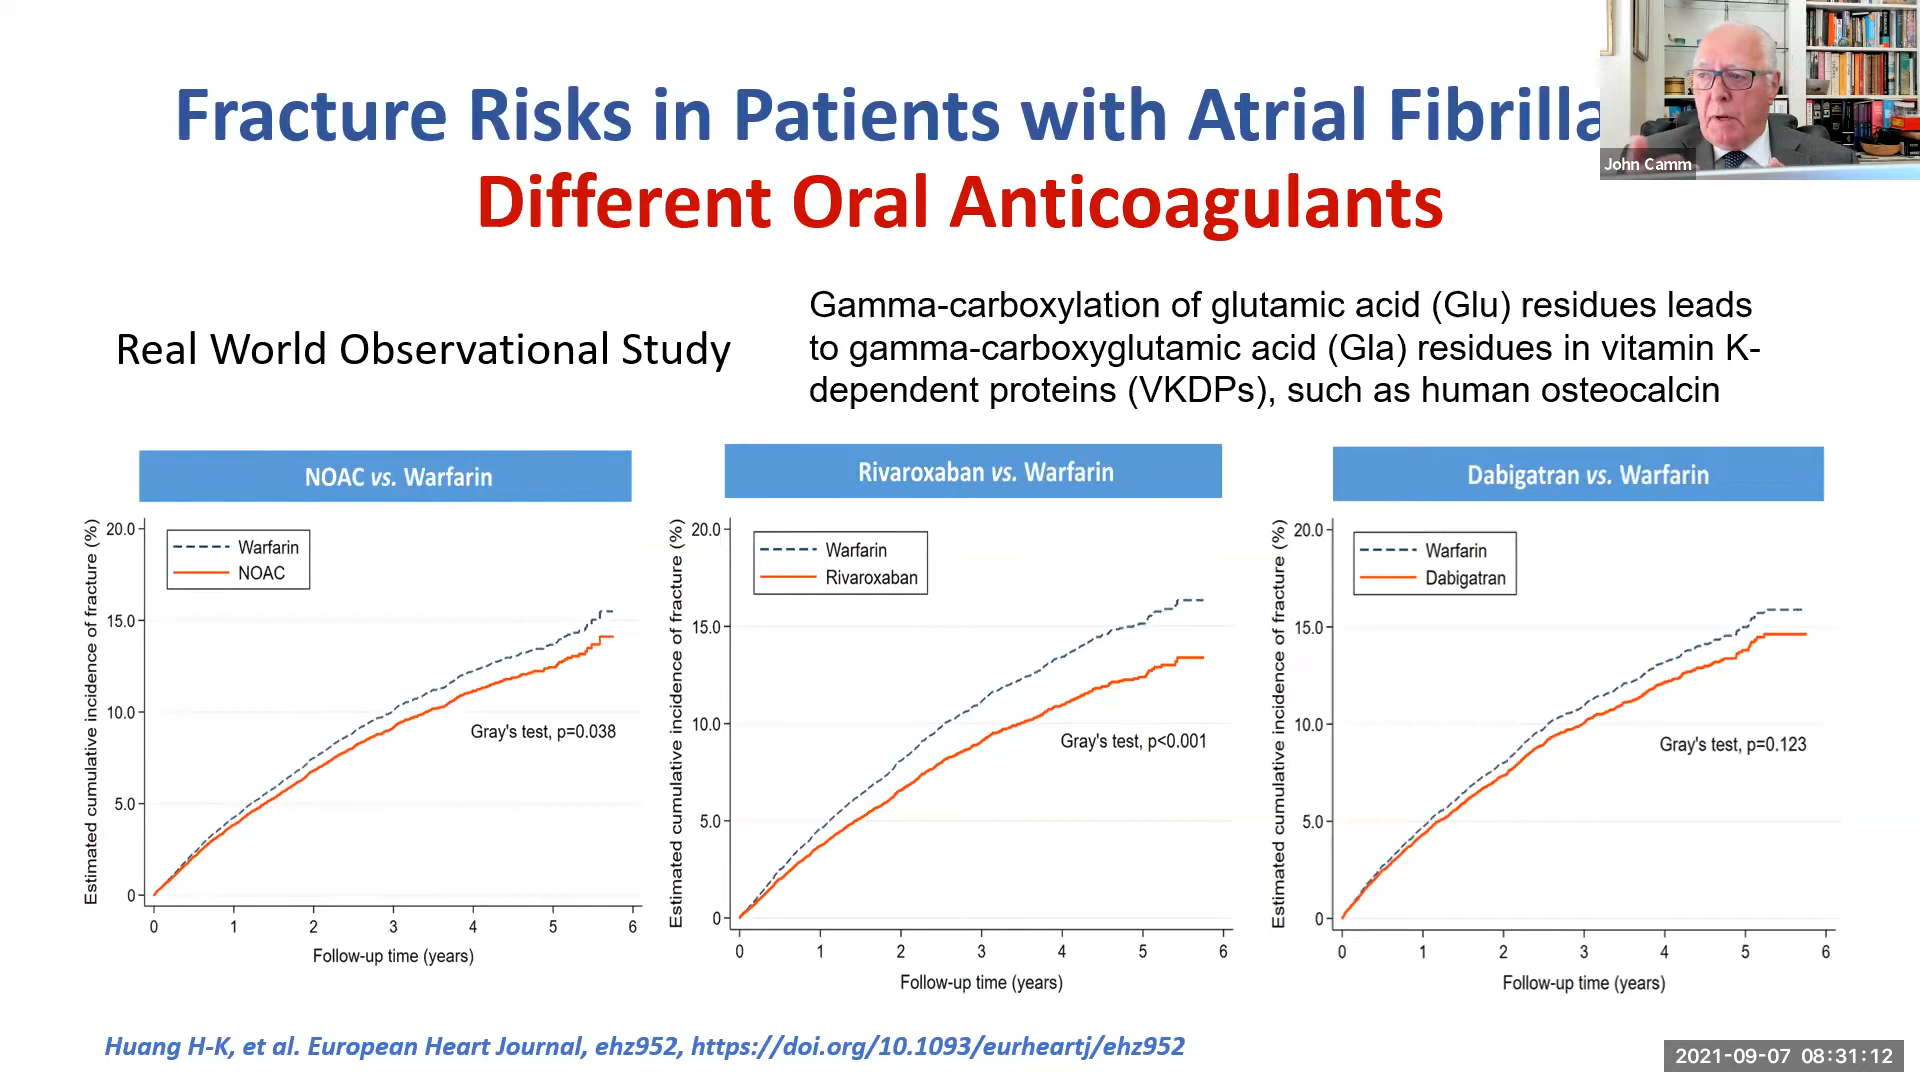 Fracture Risks in Patients with Atrial Fibrilla
Different Oral Anticoagulants
John Camm
Real World Observational Study
Gamma-carboxylation of glutamic acid (Glu) residues leads
to gamma-carboxyglutamic acid (Gla) residues in vitamin K-
dependent proteins (VKDPs), such as human osteocalcin
NOAC vs. Warfarin
Estimated cumulative incidence of fracture (%)
20.0
15.0
10.0
5.0
0
Warfarin
NOAC
Gray's test, p=0.038
0 1 2 3 4 5 6
Follow-up time (years)
Rivaroxaban vs. Warfarin
Estimated cumulative incidence of fracture (%)
20.0
15.0
10.0
5.0
0
Warfarin
Rivaroxaban
Gray's test, p<0.001
0 1 2 3 4 5 6
Follow-up time (years)
Dabigatran vs. Warfarin
Estimated cumulative incidence of fracture (%)
20.0
15.0
10.0
5.0
0
Warfarin
Dabigatran
Gray's test, p=0.123
0 1 2 3 4 5 6
Follow-up time (years)
Huang H-K, et al. European Heart Journal, ehz952, https://doi.org/10.1093/eurheartj/ehz952
2021-09-07 08:31:12